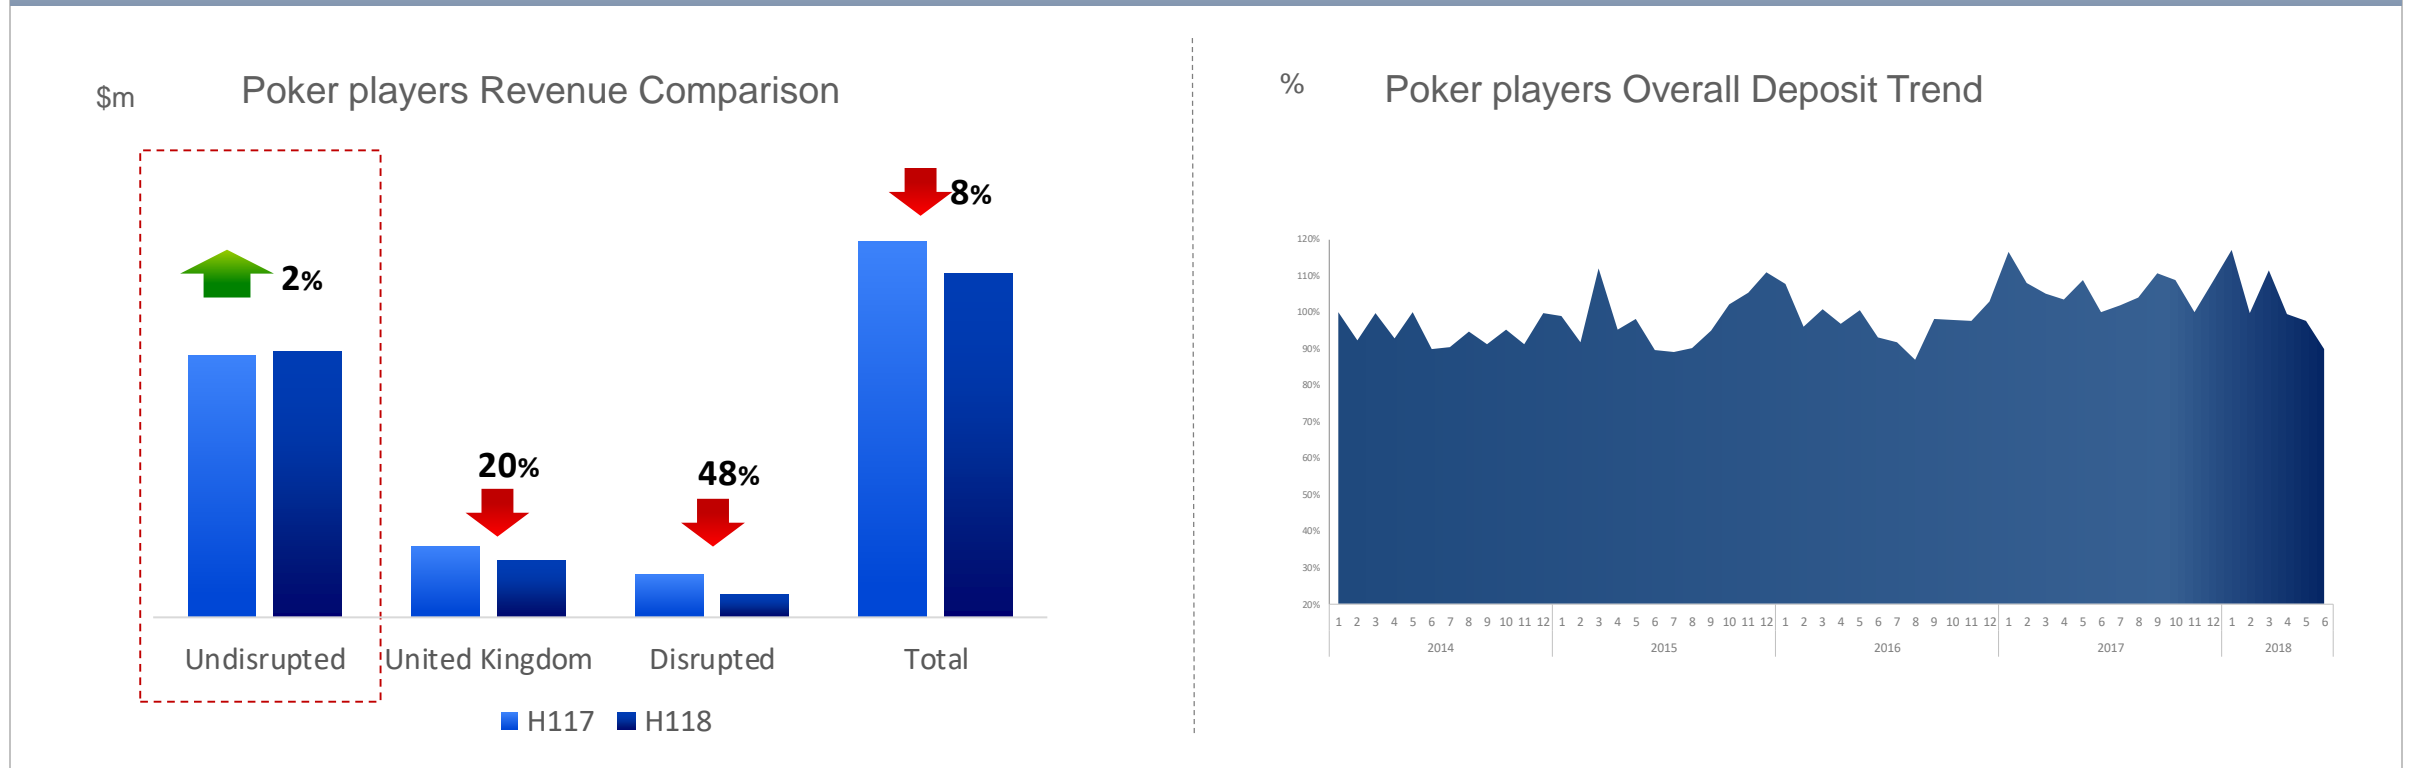 $m
Poker players Revenue Comparison
8%
2%
20%
48%
Undisrupted
United Kingdom
Disrupted
Total
H117
H118
%
Poker players Overall Deposit Trend
120%
110%
100%
90%
80%
70%
60%
50%
40%
30%
20%
1 2 3 4 5 6 7 8 9 10 11 12 1 2 3 4 5 6 7 8 9 10 11 12 1 2 3 4 5 6 7 8 9 10 11 12 1 2 3 4 5 6 7 8 9 10 11 12 1 2 3 4 5 6
2014 2015 2016 2017 2018